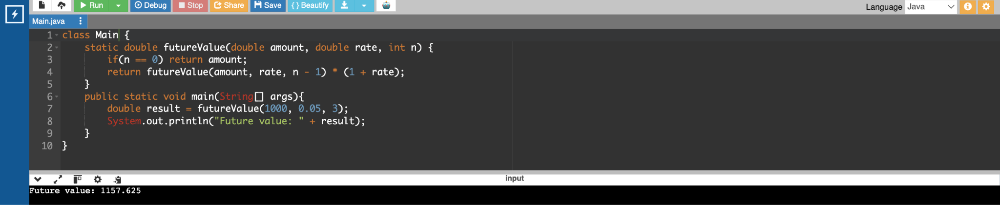 Run Debug Stop Share Save { } Beautify Language Java
Main.java
1 class Main {
2     static double futureValue(double amount, double rate, int n) {
3         if(n == 0) return amount;
4         return futureValue(amount, rate, n - 1) * (1 + rate);
5     }
6     public static void main(String[] args){
7         double result = futureValue(1000, 0.05, 3);
8         System.out.println("Future value: " + result);
9     }
10 }
input
Future value: 1157.625